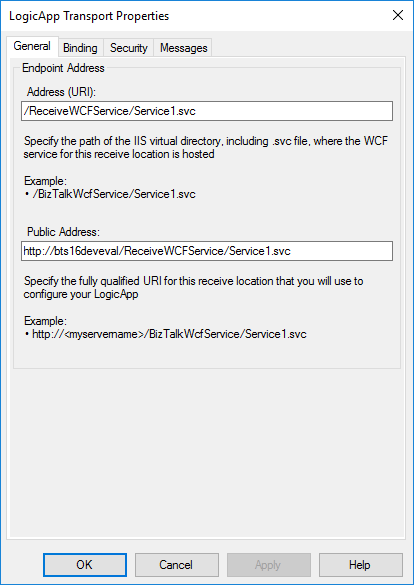 LogicApp Transport Properties
General Binding Security Messages
Endpoint Address
Address (URI):
/ReceiveWCFService/Service1.svc
Specify the path of the IIS virtual directory, including .svc file, where the WCF
service for this receive location is hosted
Example:
• /BizTalkWcfService/Service1.svc
Public Address:
http://bts16deveval/ReceiveWCFService/Service1.svc
Specify the fully qualified URI for this receive location that you will use to
configure your LogicApp
Example:
• http://<myservername>/BizTalkWcfService/Service1.svc
OK Cancel Apply Help